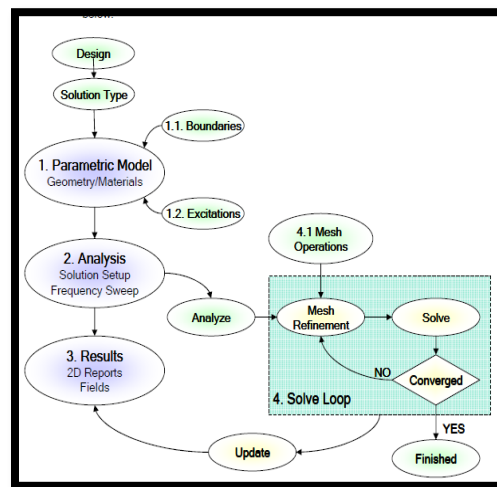 below.
Design
Solution Type
1.1. Boundaries
1. Parametric Model
Geometry/Materials
1.2. Excitations
2. Analysis
Solution Setup
Frequency Sweep
4.1 Mesh
Operations
Analyze
Mesh
Refinement
Solve
3. Results
2D Reports
Fields
NO
Converged
4. Solve Loop
YES
Update
Finished